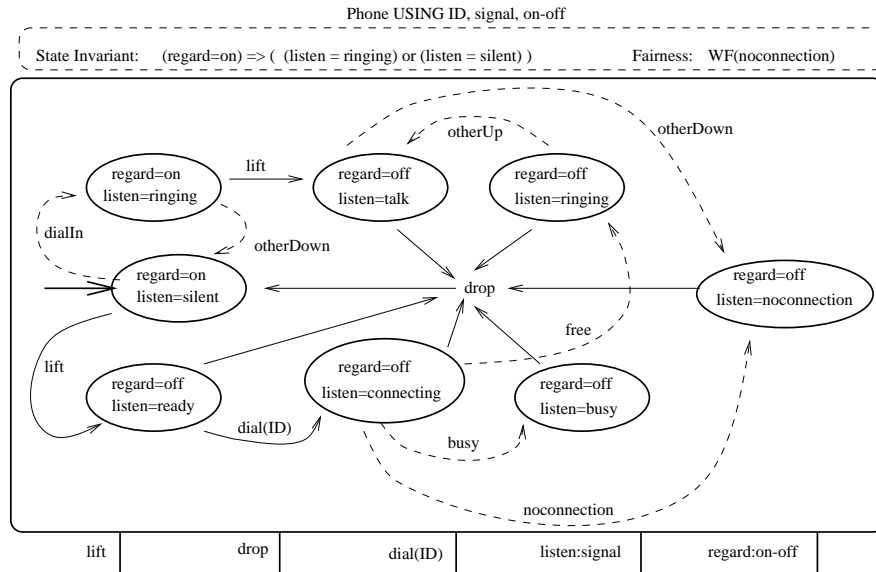 Phone USING ID, signal, on-off
State Invariant: (regard=on) => ( (listen = ringing) or (listen = silent) ) Fairness: WF(noconnection)
otherUp
otherDown
lift
regard=on
listen=ringing
regard=off
listen=talk
regard=off
listen=ringing
dialIn
otherDown
regard=on
listen=silent
drop
regard=off
listen=noconnection
free
lift
regard=off
listen=ready
regard=off
listen=connecting
regard=off
listen=busy
dial(ID)
busy
noconnection
lift
drop
dial(ID)
listen:signal
regard:on-off